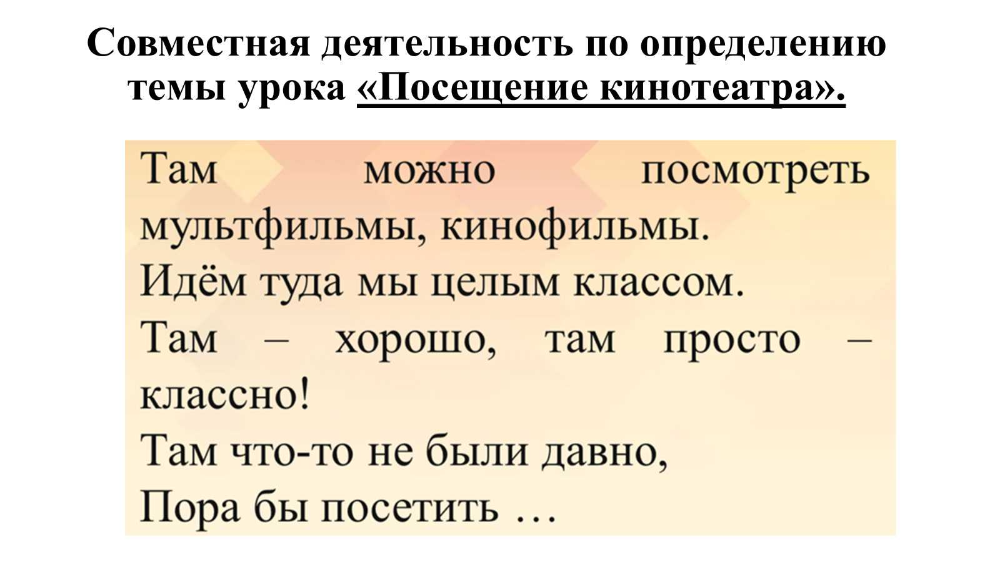 Совместная деятельность по определению
темы урока «Посещение кинотеатра».
Там можно посмотреть
мультфильмы, кинофильмы.
Идём туда мы целым классом.
Там – хорошо, там просто –
классно!
Там что-то не были давно,
Пора бы посетить …